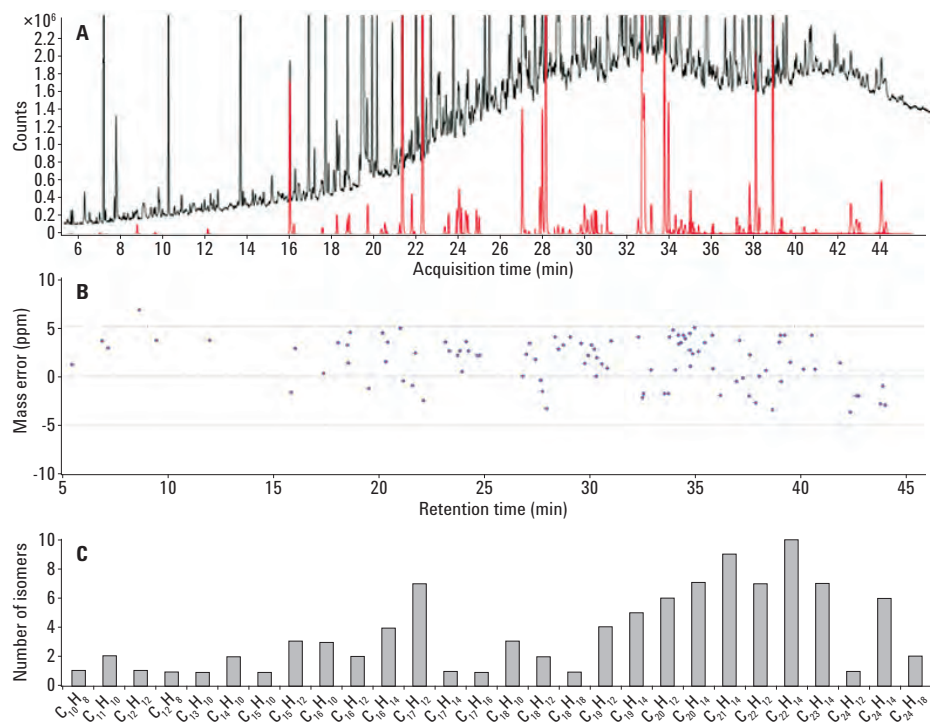 ×10⁶
A
2.2
2.0
1.8
1.6
1.4
1.2
1.0
0.8
0.6
0.4
0.2
0
Counts
6 8 10 12 14 16 18 20 22 24 26 28 30 32 34 36 38 40 42 44
Acquisition time (min)
B
10
5
0
-5
-10
Mass error (ppm)
5 10 15 20 25 30 35 40 45
Retention time (min)
C
10
8
6
4
2
0
Number of isomers
C₁₀H₈
C₁₁H₁₀
C₁₂H₁₂
C₁₂H₈
C₁₃H₁₀
C₁₄H₁₀
C₁₅H₁₀
C₁₅H₁₂
C₁₆H₁₀
C₁₆H₁₂
C₁₆H₁₄
C₁₇H₁₂
C₁₇H₁₄
C₁₇H₁₆
C₁₈H₁₀
C₁₈H₁₂
C₁₈H₁₈
C₁₉H₁₂
C₁₉H₁₄
C₂₀H₁₂
C₂₀H₁₄
C₂₁H₁₄
C₂₂H₁₂
C₂₂H₁₄
C₂₃H₁₄
C₂₄H₁₂
C₂₄H₁₄
C₂₄H₁₈